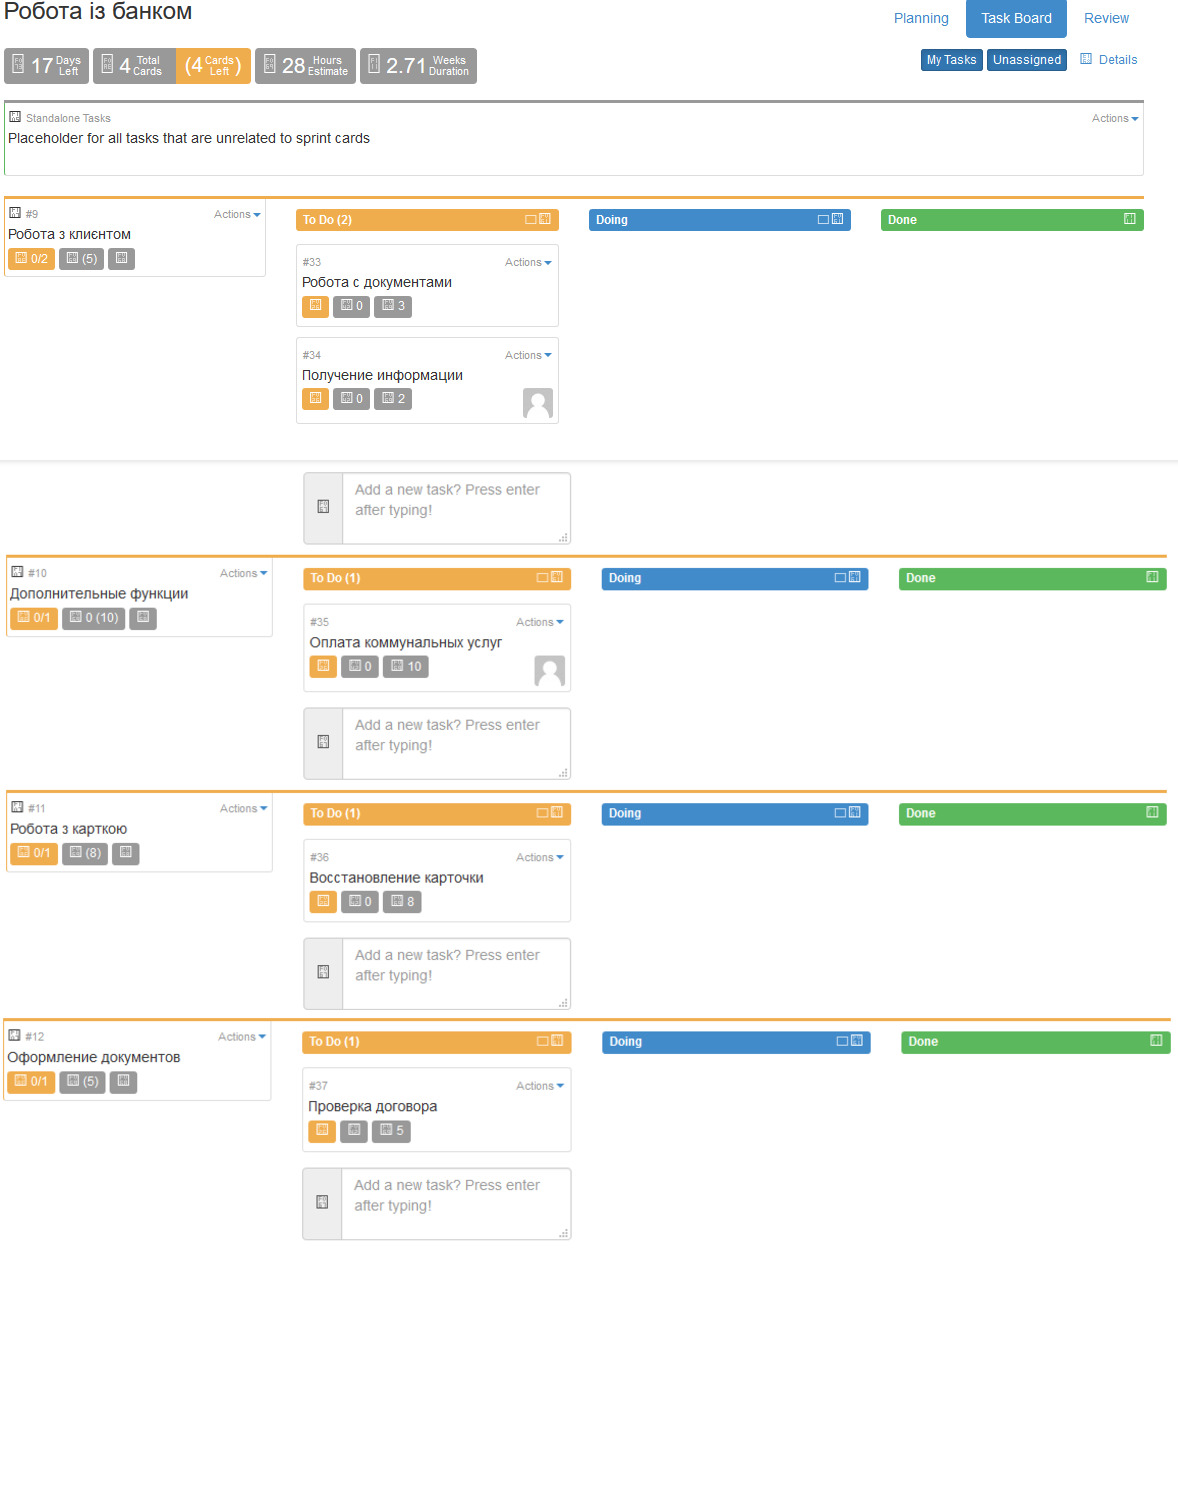 Робота із банком
Planning Task Board Review
17 Days Left 4 Total Cards (4 Cards Left ) 28 Hours Estimate 2.71 Weeks Duration
My Tasks Unassigned Details
Standalone Tasks Actions
Placeholder for all tasks that are unrelated to sprint cards
#9 Actions
Робота з клиєнтом
0/2 (5)
To Do (2) Doing Done
#33 Actions
Робота с документами
0 3
#34 Actions
Получение информации
0 2
Add a new task? Press enter
after typing!
#10 Actions
Дополнительные функции
0/1 0 (10)
To Do (1) Doing Done
#35 Actions
Оплата коммунальных услуг
0 10
Add a new task? Press enter
after typing!
#11 Actions
Робота з карткою
0/1 (8)
To Do (1) Doing Done
#36 Actions
Восстановление карточки
0 8
Add a new task? Press enter
after typing!
#12 Actions
Оформление документов
0/1 (5)
To Do (1) Doing Done
#37 Actions
Проверка договора
5
Add a new task? Press enter
after typing!